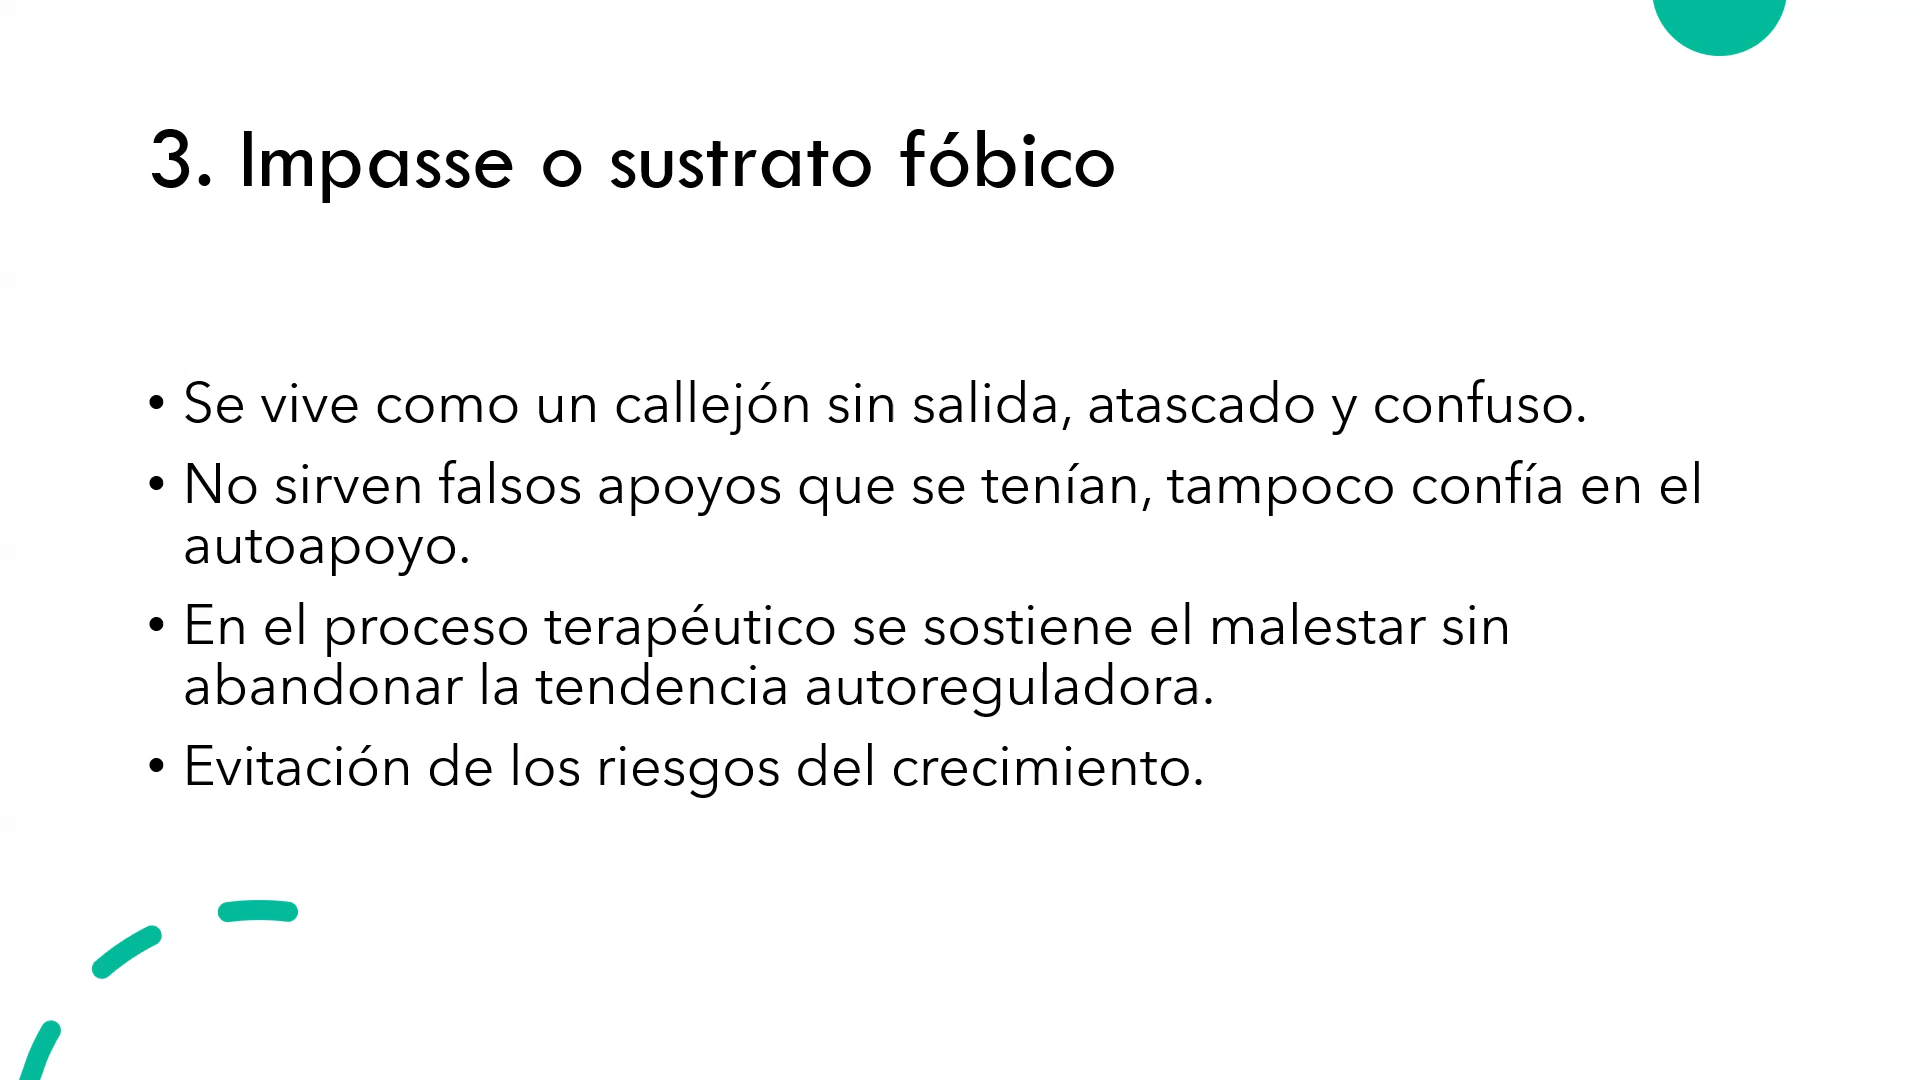 3. Impasse o sustrato fóbico
• Se vive como un callejón sin salida, atascado y confuso.
• No sirven falsos apoyos que se tenían, tampoco confía en el
autoapoyo.
• En el proceso terapéutico se sostiene el malestar sin
abandonar la tendencia autoreguladora.
• Evitación de los riesgos del crecimiento.